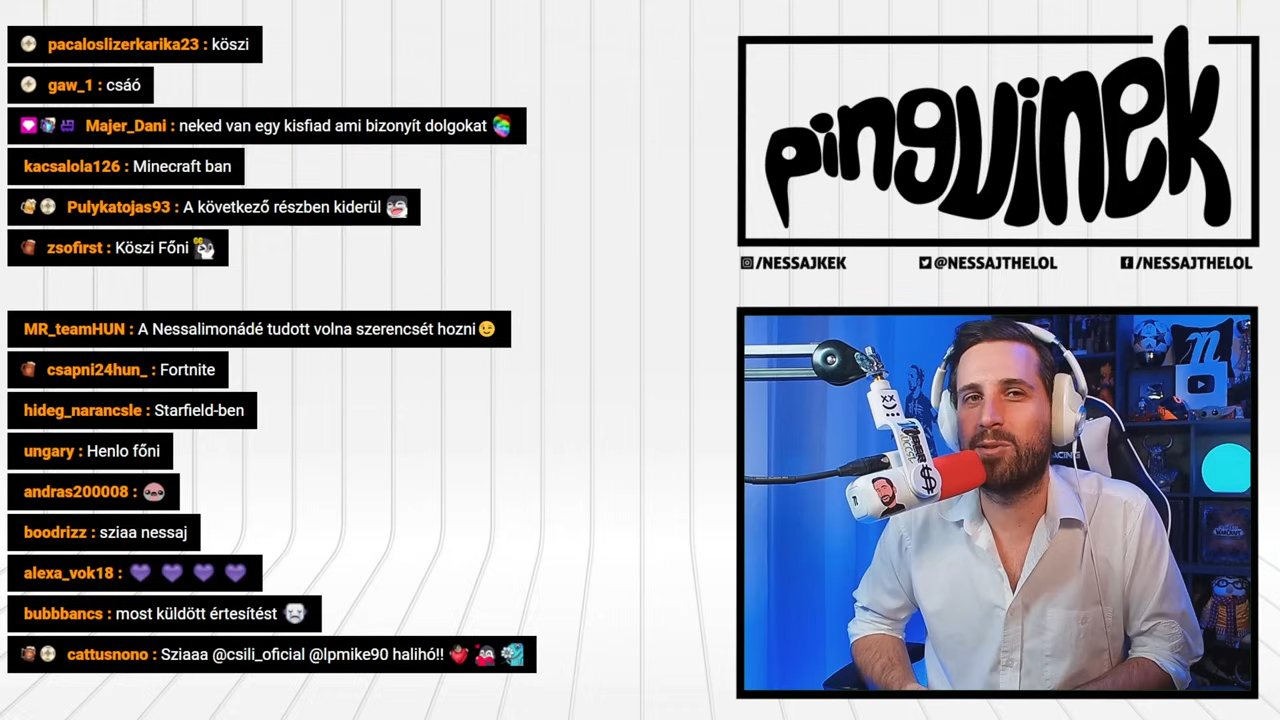 pacaloslizerkarika23 : köszi
gaw_1 : csáó
Majer_Dani : neked van egy kisfiad ami bizonyít dolgokat
kacsalola126 : Minecraft ban
Pulykatojas93 : A következő részben kiderül
zsofirst : Köszi Főni
MR_teamHUN : A Nessalimonádé tudott volna szerencsét hozni
csapni24hun_ : Fortnite
hideg_narancsle : Starfield-ben
ungary : Henlo főni
andras200008 :
boodrizz : sziaa nessaj
alexa_vok18 :
bubbbancs : most küldött értesítést
cattusnono : Sziaaa @csili_oficial @lpmike90 halihó!!
pingvinek
/NESSAJKEK
@NESSAJTHELOL
/NESSAJTHELOL